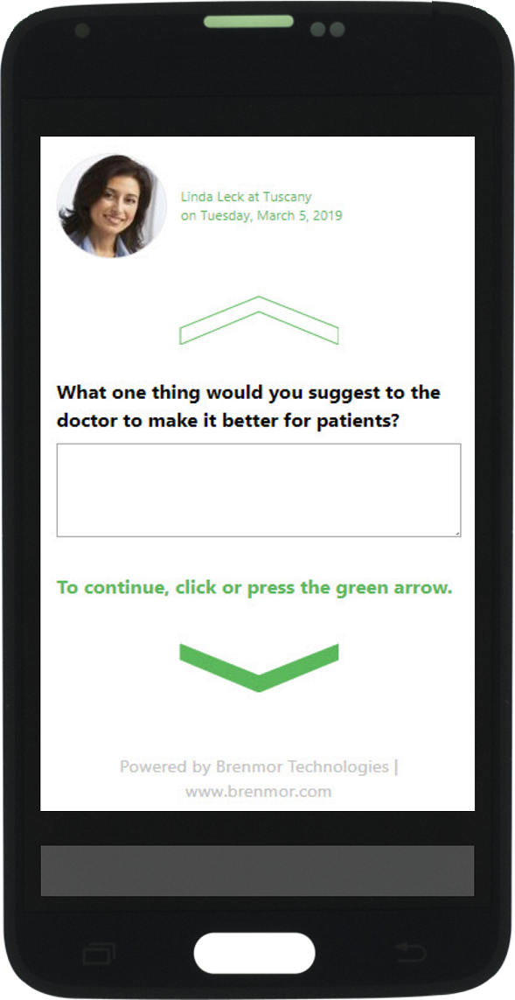 Linda Leck at Tuscany
on Tuesday, March 5, 2019
What one thing would you suggest to the
doctor to make it better for patients?
To continue, click or press the green arrow.
Powered by Brenmor Technologies |
www.brenmor.com